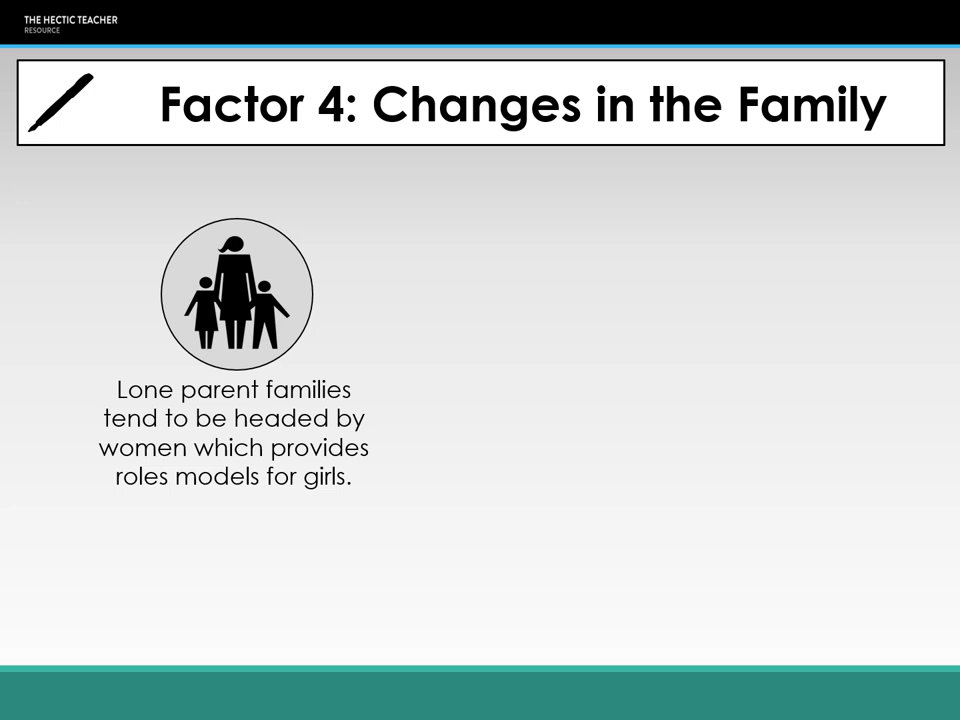 THE HECTIC TEACHER
RESOURCE
Factor 4: Changes in the Family
Lone parent families
tend to be headed by
women which provides
roles models for girls.